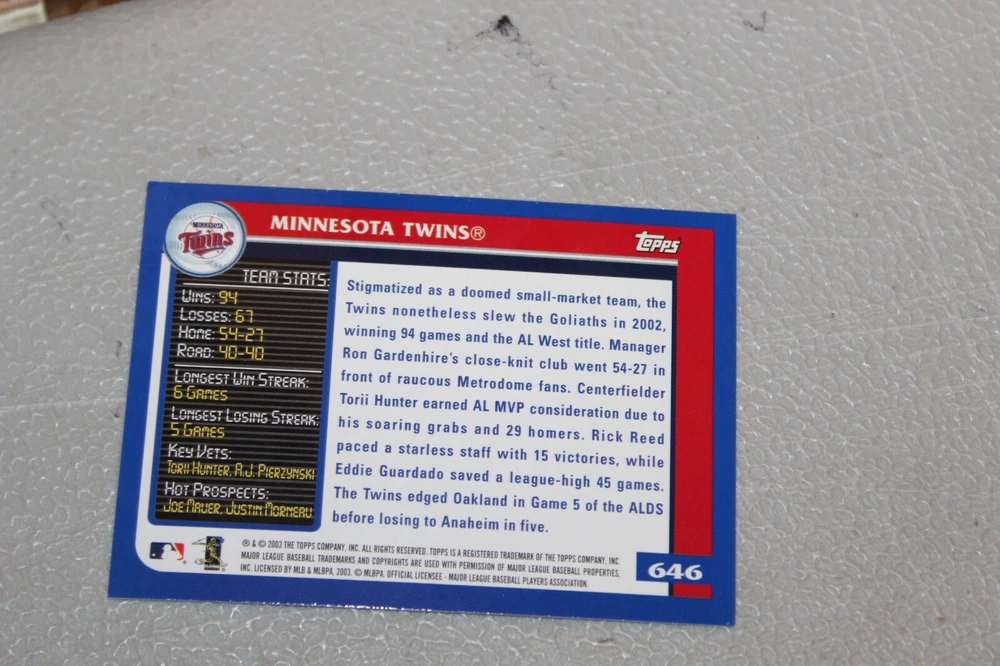 MINNESOTA TWINS®
topps
MINNESOTA
Twins
TEAM STATS:
WINS: 94
LOSSES: 67
HOME: 54-27
ROAD: 40-40
LONGEST WIN STREAK:
6 GAMES
LONGEST LOSING STREAK:
5 GAMES
KEY VETS:
TORII HUNTER, A.J. PIERZYNSKI
HOT PROSPECTS:
JOE MAUER, JUSTIN MORNEAU
Stigmatized as a doomed small-market team, the
Twins nonetheless slew the Goliaths in 2002,
winning 94 games and the AL West title. Manager
Ron Gardenhire's close-knit club went 54-27 in
front of raucous Metrodome fans. Centerfielder
Torii Hunter earned AL MVP consideration due to
his soaring grabs and 29 homers. Rick Reed
paced a starless staff with 15 victories, while
Eddie Guardado saved a league-high 45 games.
The Twins edged Oakland in Game 5 of the ALDS
before losing to Anaheim in five.
® & © 2003 THE TOPPS COMPANY, INC. ALL RIGHTS RESERVED. TOPPS IS A REGISTERED TRADEMARK OF THE TOPPS COMPANY, INC.
MAJOR LEAGUE BASEBALL TRADEMARKS AND COPYRIGHTS ARE USED WITH PERMISSION OF MAJOR LEAGUE BASEBALL PROPERTIES,
INC. LICENSED BY MLB & MLBPA, 2003. © MLBPA. OFFICIAL LICENSEE - MAJOR LEAGUE BASEBALL PLAYERS ASSOCIATION.
646